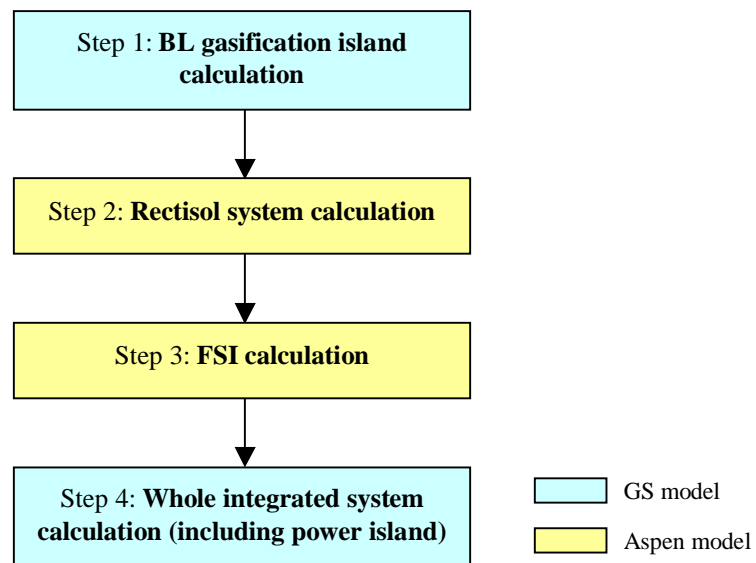 Step 1: BL gasification island
calculation
Step 2: Rectisol system calculation
Step 3: FSI calculation
Step 4: Whole integrated system
calculation (including power island)
GS model
Aspen model